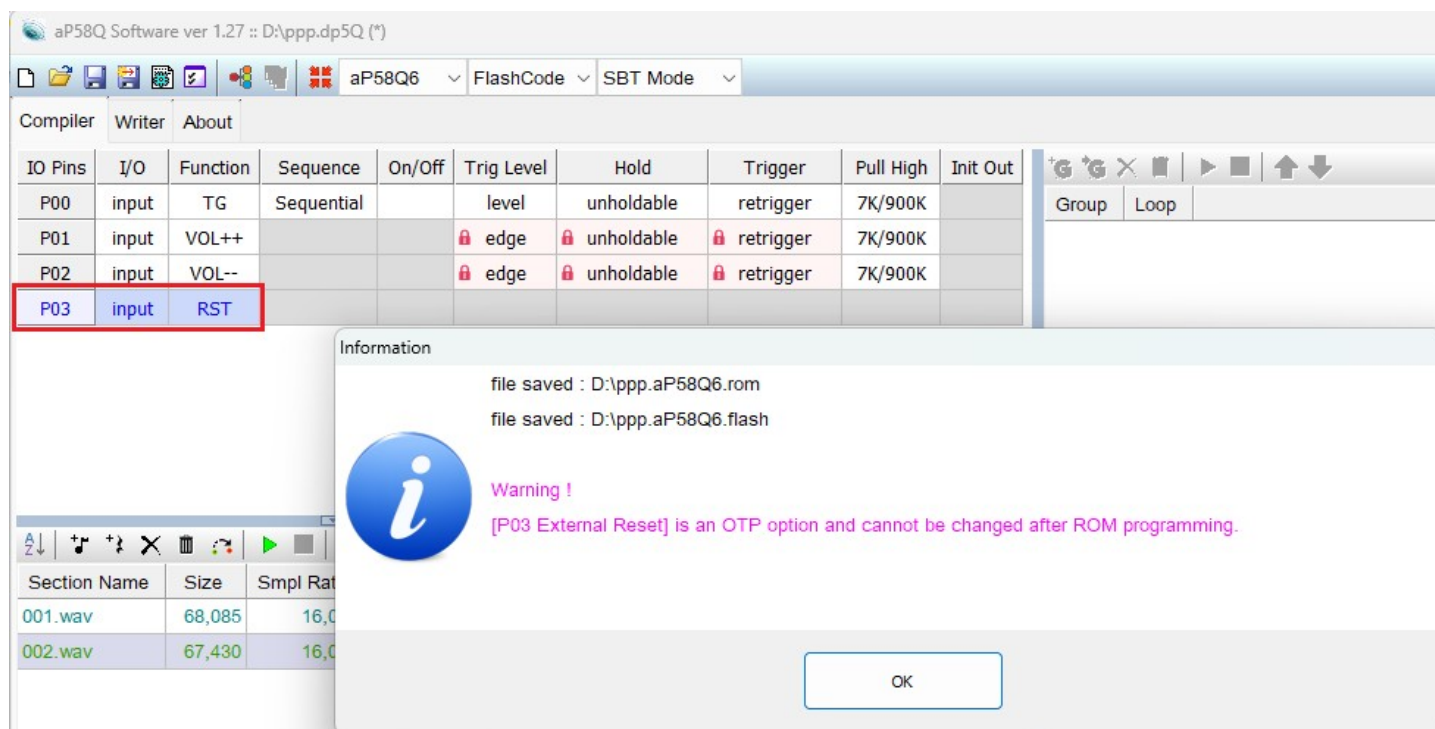 aP58Q Software ver 1.27 :: D:\ppp.dp5Q (*)
aP58Q6 FlashCode SBT Mode
Compiler Writer About
IO Pins I/O Function Sequence On/Off Trig Level Hold Trigger Pull High Init Out
P00 input TG Sequential level unholdable retrigger 7K/900K
P01 input VOL++ edge unholdable retrigger 7K/900K
P02 input VOL-- edge unholdable retrigger 7K/900K
P03 input RST
+G +G
Group Loop
Information
file saved : D:\ppp.aP58Q6.rom
file saved : D:\ppp.aP58Q6.flash
Warning !
[P03 External Reset] is an OTP option and cannot be changed after ROM programming.
OK
Section Name Size Smpl Rat
001.wav 68,085 16,0
002.wav 67,430 16,0